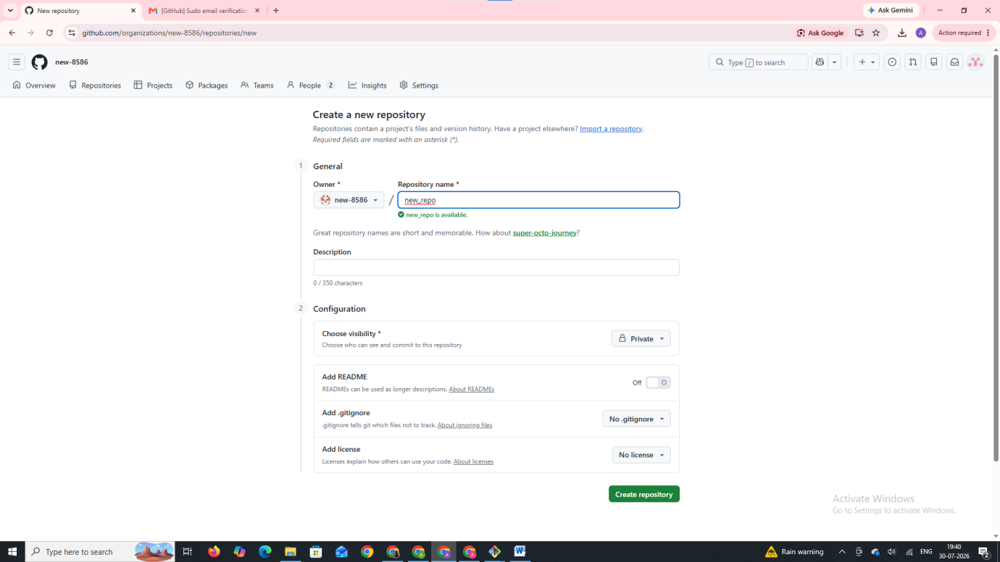 New repository
[GitHub] Sudo email verification
Ask Gemini
github.com/organizations/new-8586/repositories/new
Ask Google
A
Action required
new-8586
Type / to search
Overview
Repositories
Projects
Packages
Teams
People 2
Insights
Settings
Create a new repository
Repositories contain a project's files and version history. Have a project elsewhere? Import a repository.
Required fields are marked with an asterisk (*).
1
General
Owner *
Repository name *
new-8586
/
new_repo
new_repo is available.
Great repository names are short and memorable. How about super-octo-journey?
Description
0 / 350 characters
2
Configuration
Choose visibility *
Choose who can see and commit to this repository
Private
Add README
READMEs can be used as longer descriptions. About READMEs
Off
Add .gitignore
.gitignore tells git which files not to track. About ignoring files
No .gitignore
Add license
Licenses explain how others can use your code. About licenses
No license
Create repository
Activate Windows
Go to Settings to activate Windows.
Type here to search
Rain warning
ENG
19:40
30-07-2026
2